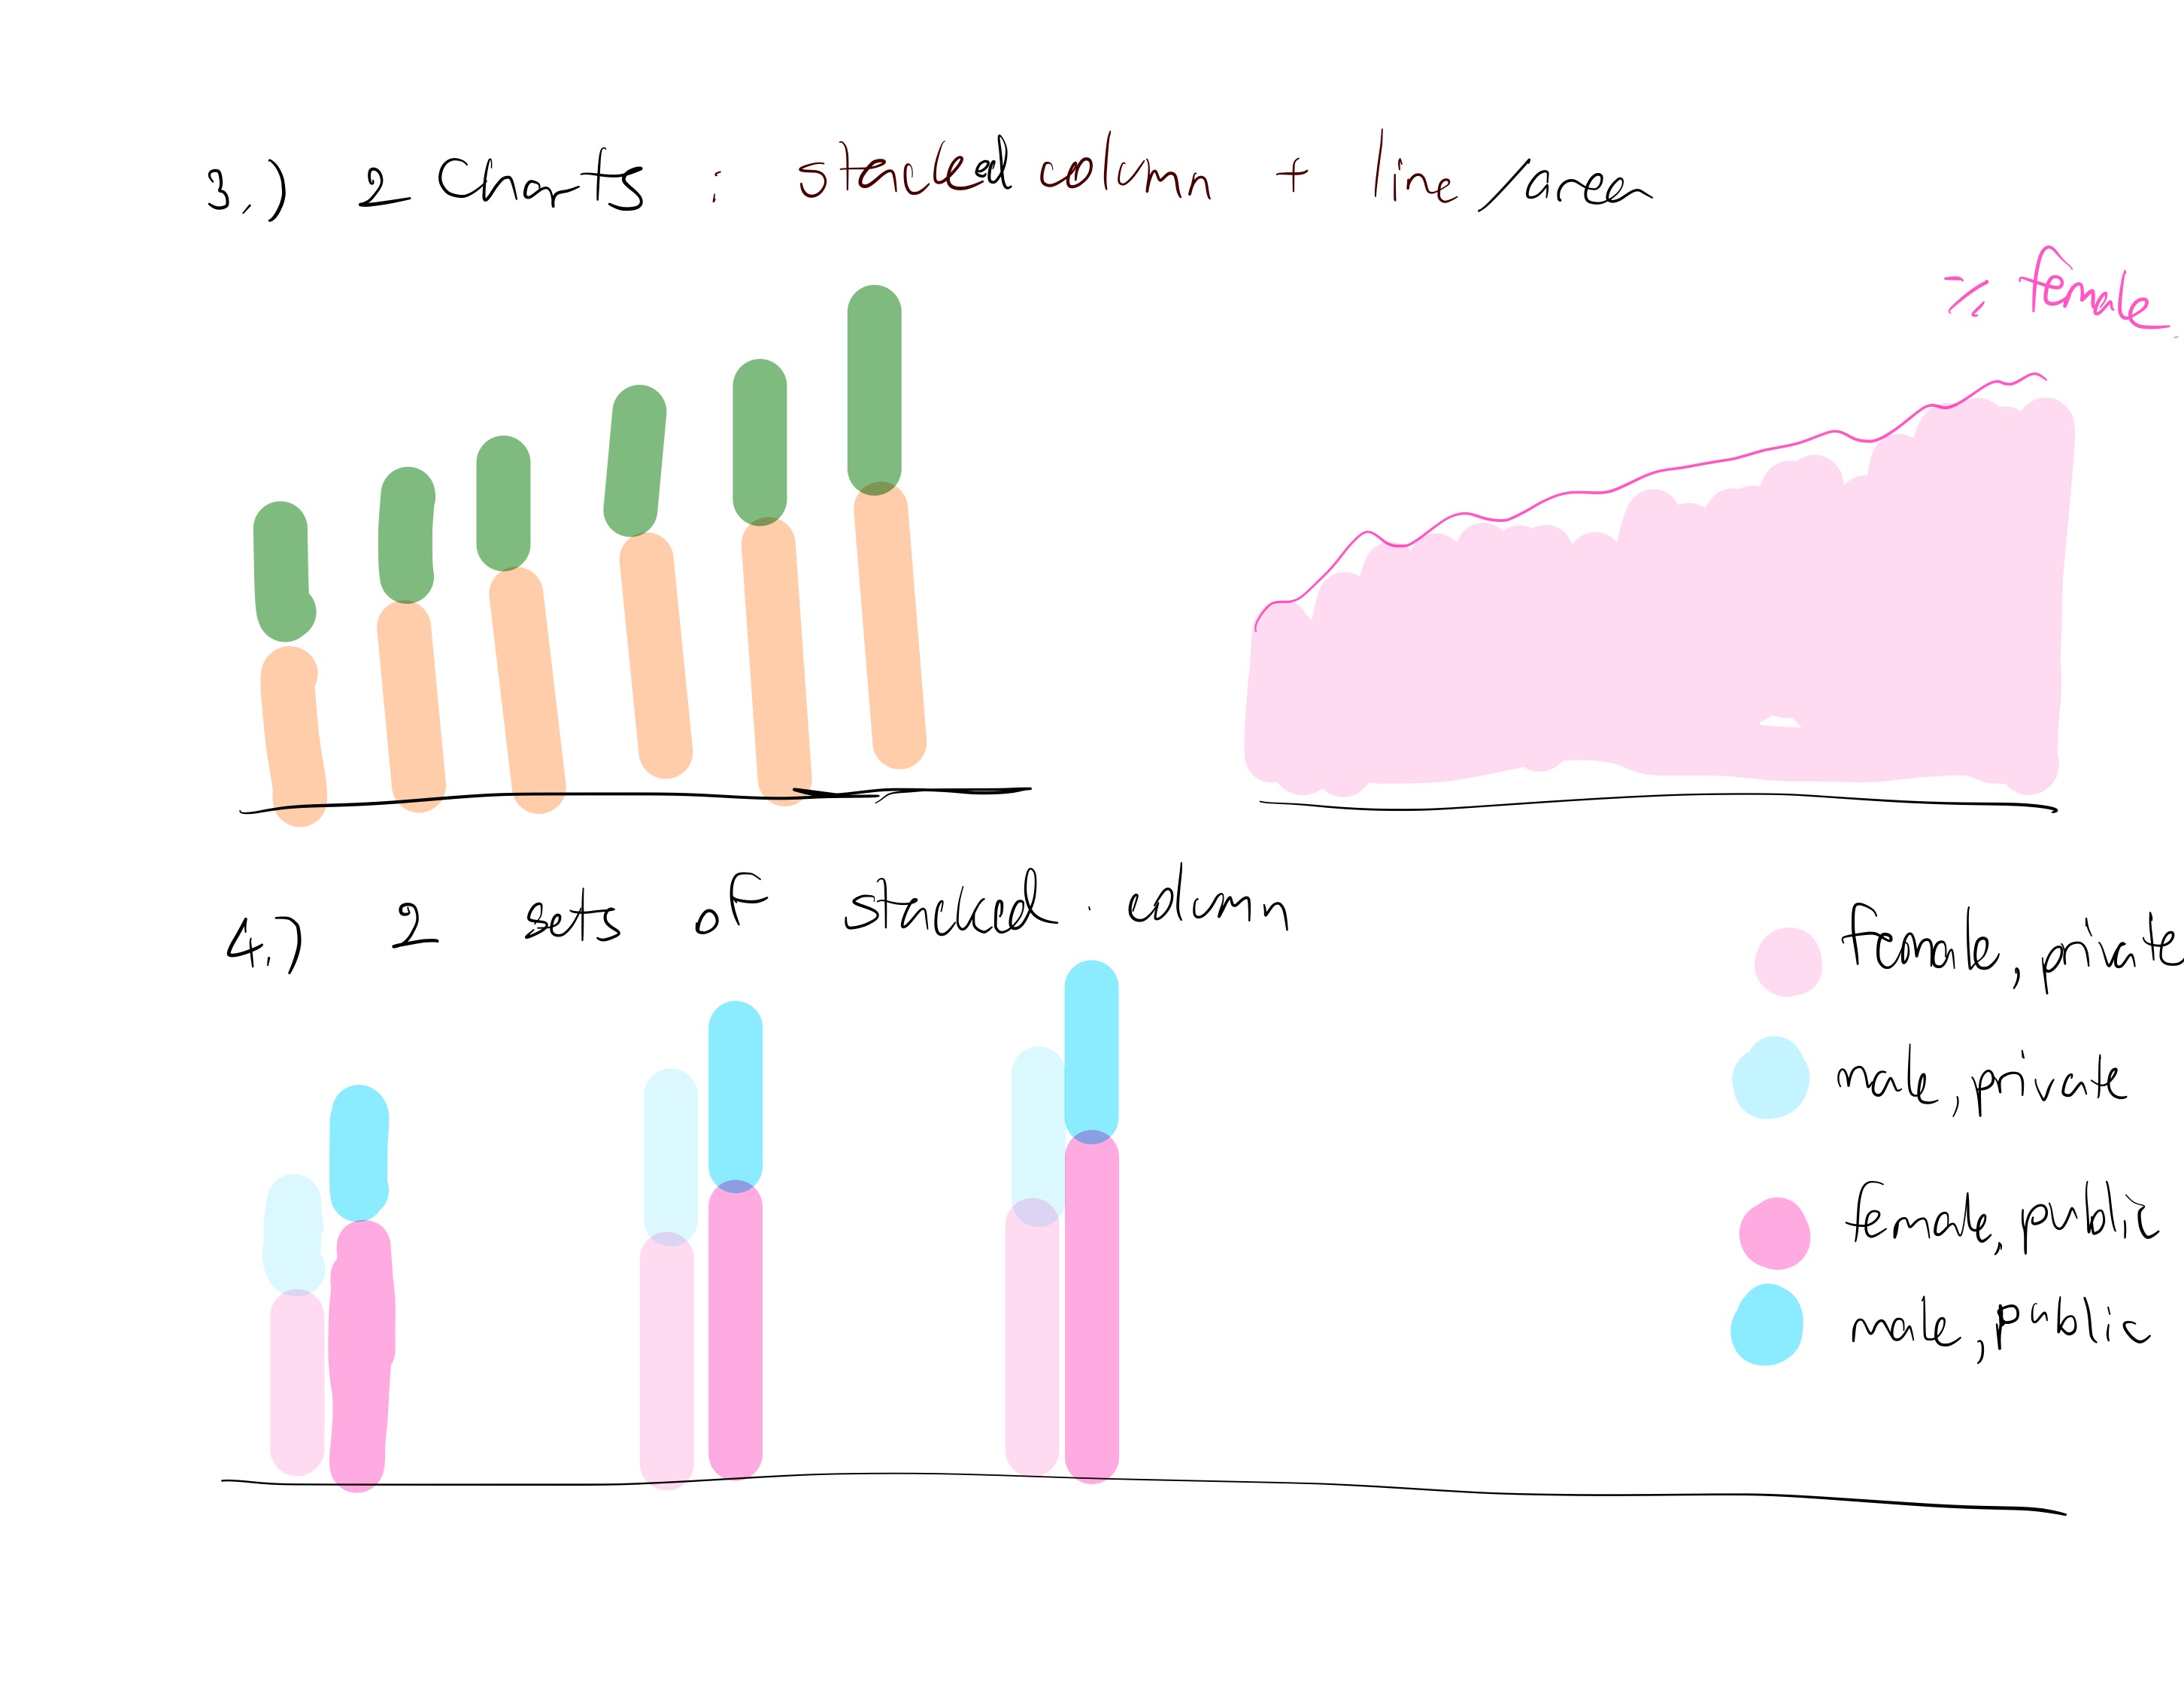 3.) 2 Charts : stacked column + line/area
% female
4.) 2 sets of stacked column
female, private
male, private
female, public
male, public